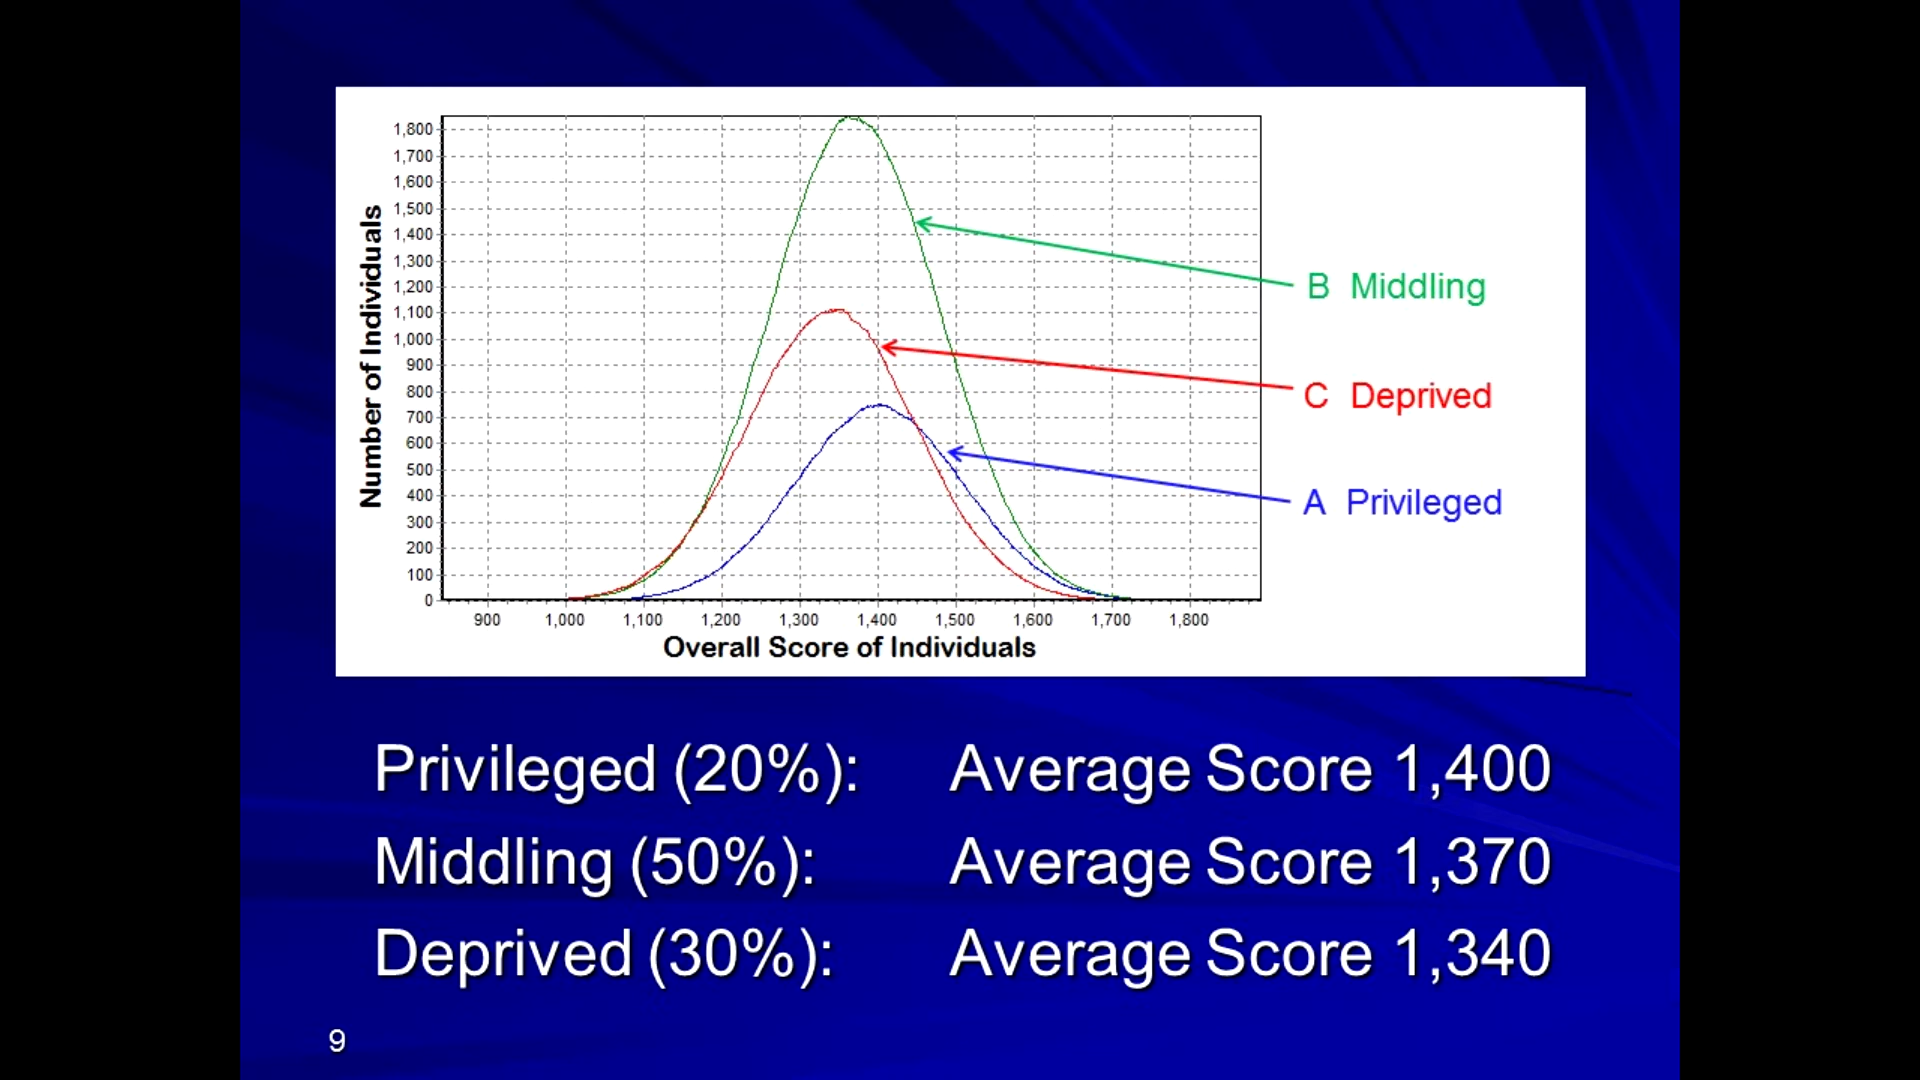 1,800
1,700
1,600
1,500
1,400
1,300
1,200
1,100
1,000
900
800
700
600
500
400
300
200
100
0
Number of Individuals
900 1,000 1,100 1,200 1,300 1,400 1,500 1,600 1,700 1,800
Overall Score of Individuals
B Middling
C Deprived
A Privileged
Privileged (20%): Average Score 1,400
Middling (50%): Average Score 1,370
Deprived (30%): Average Score 1,340
9